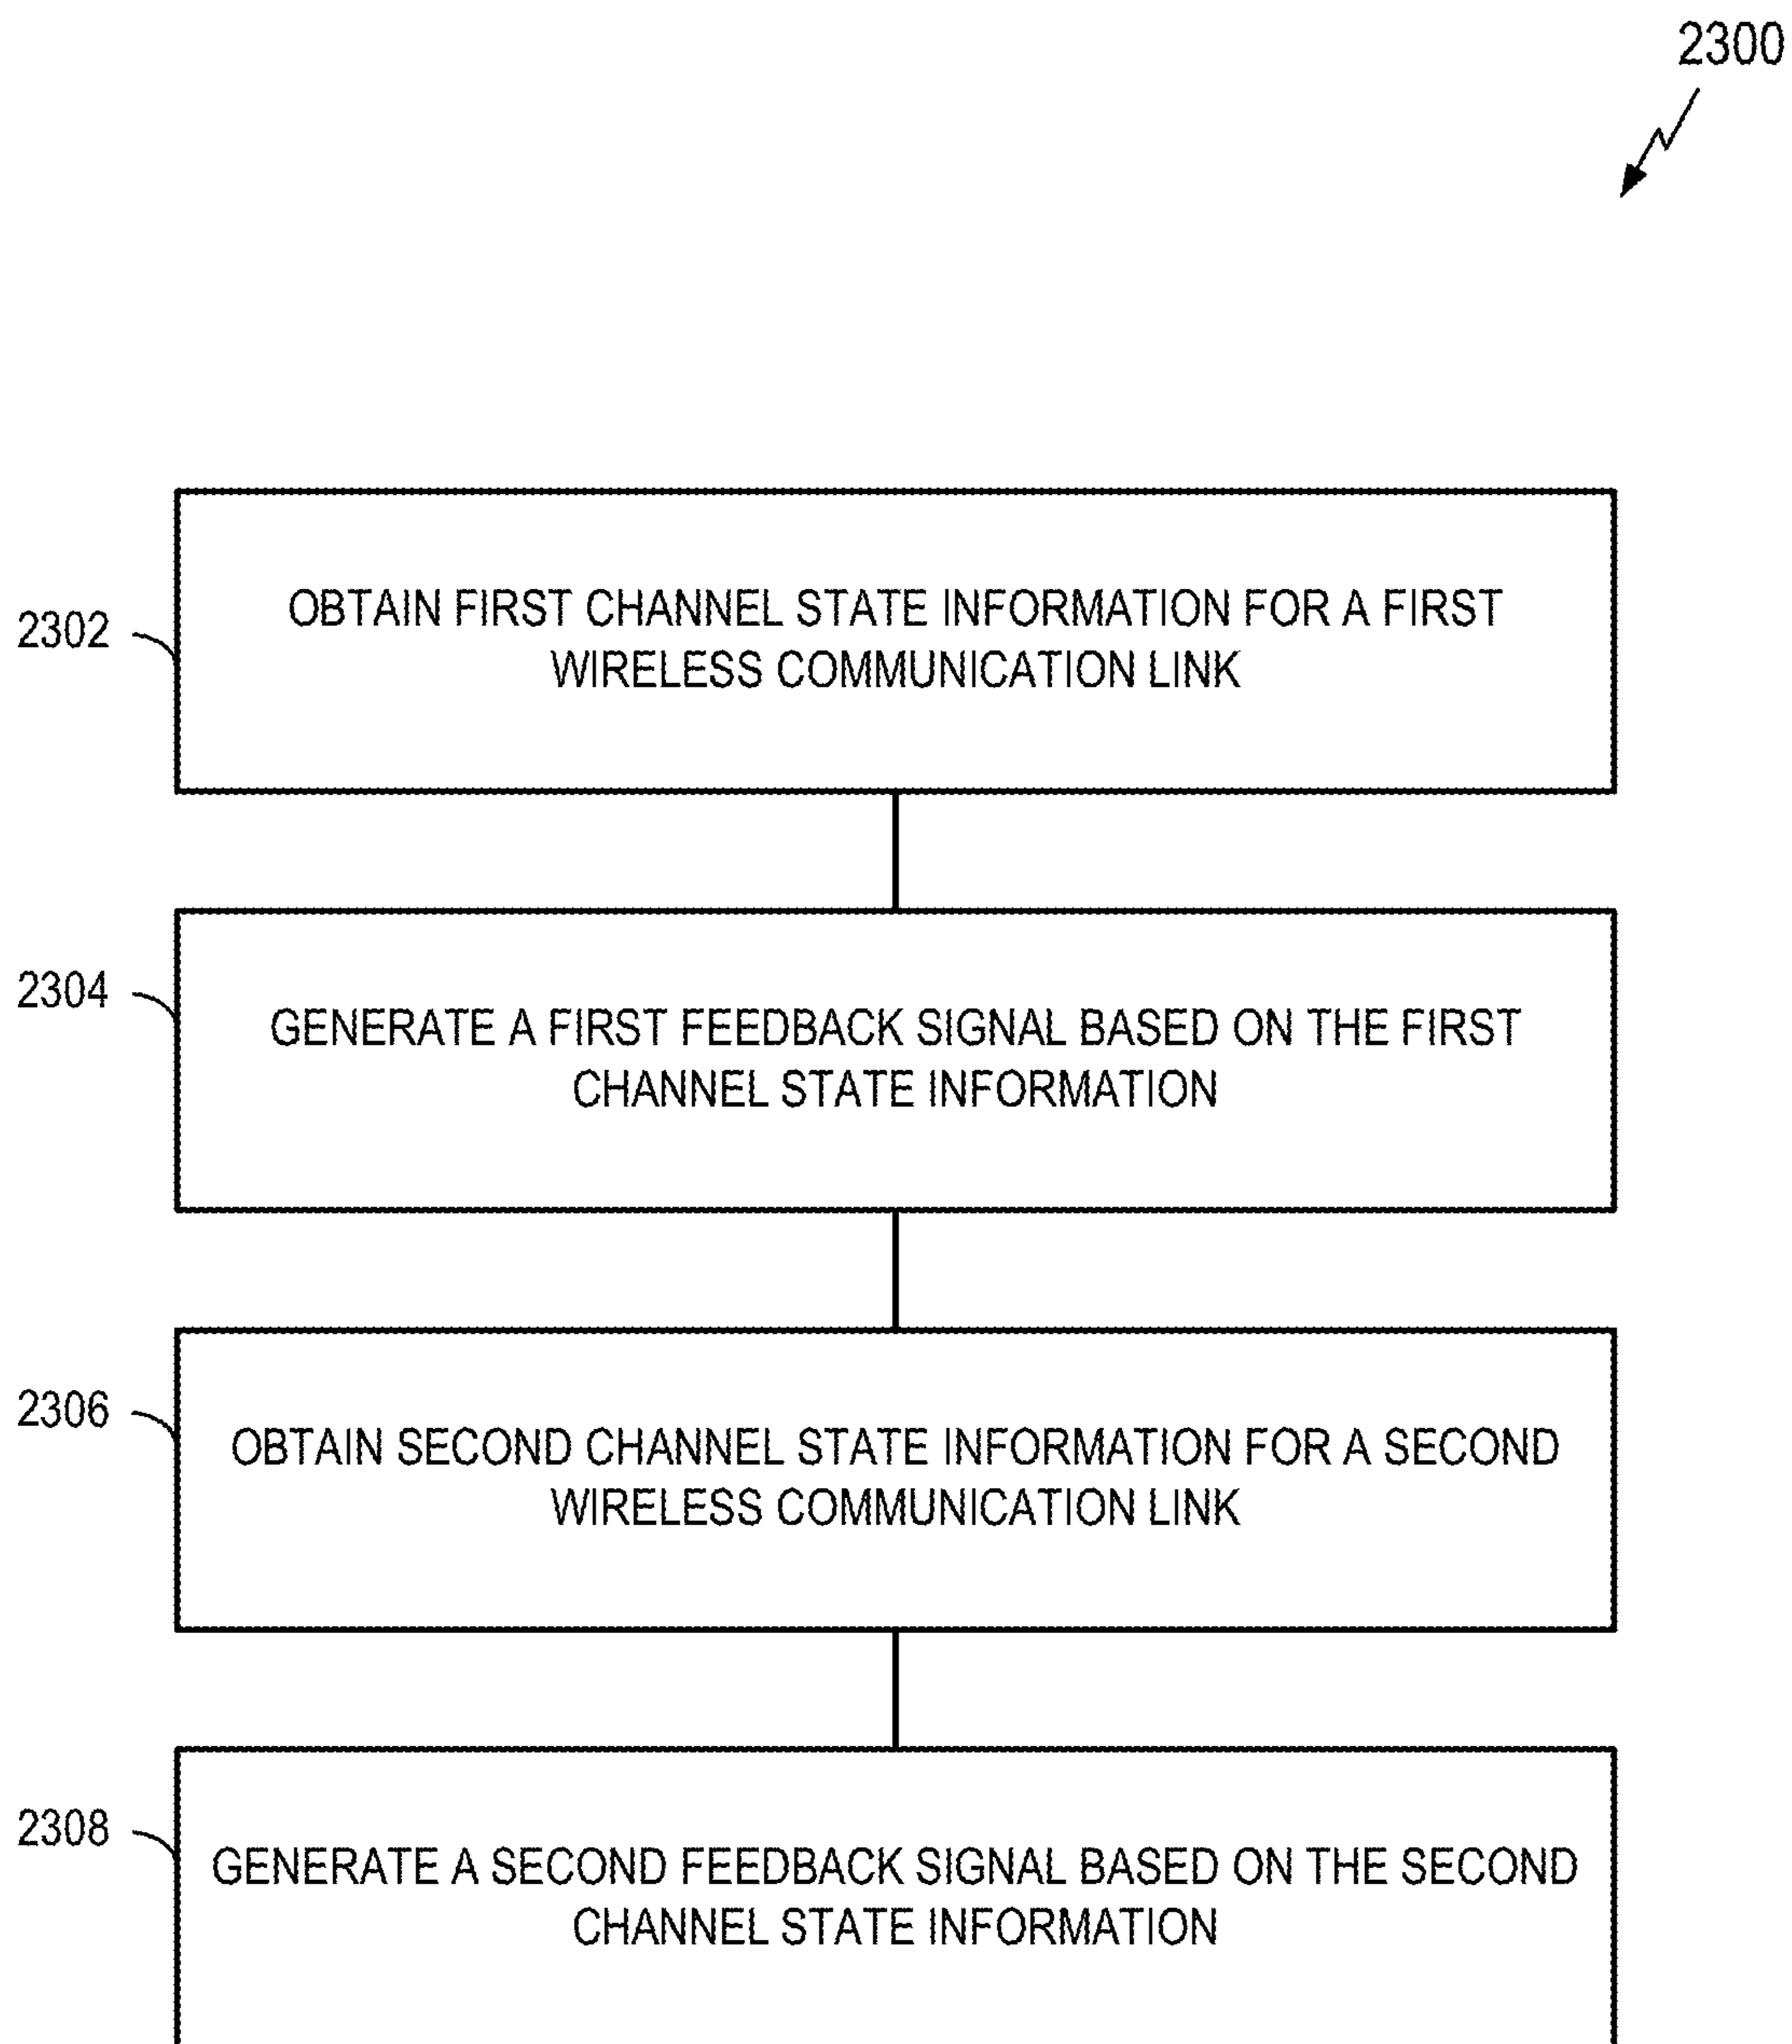 2300
2302
OBTAIN FIRST CHANNEL STATE INFORMATION FOR A FIRST
WIRELESS COMMUNICATION LINK
2304
GENERATE A FIRST FEEDBACK SIGNAL BASED ON THE FIRST
CHANNEL STATE INFORMATION
2306
OBTAIN SECOND CHANNEL STATE INFORMATION FOR A SECOND
WIRELESS COMMUNICATION LINK
2308
GENERATE A SECOND FEEDBACK SIGNAL BASED ON THE SECOND
CHANNEL STATE INFORMATION